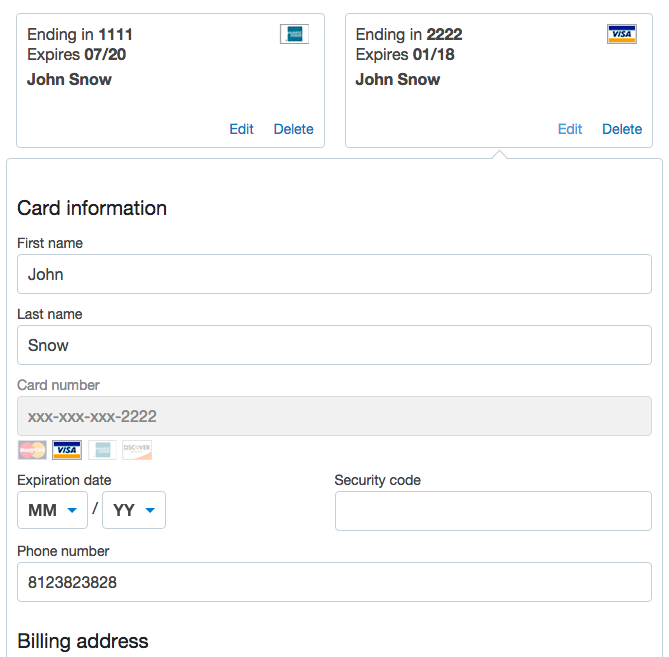 Ending in 1111
Expires 07/20
John Snow
Edit Delete
Ending in 2222
VISA
Expires 01/18
John Snow
Edit Delete
Card information
First name
John
Last name
Snow
Card number
xxx-xxx-xxx-2222
MasterCard VISA DISCOVER
Expiration date
MM / YY
Security code
Phone number
8123823828
Billing address